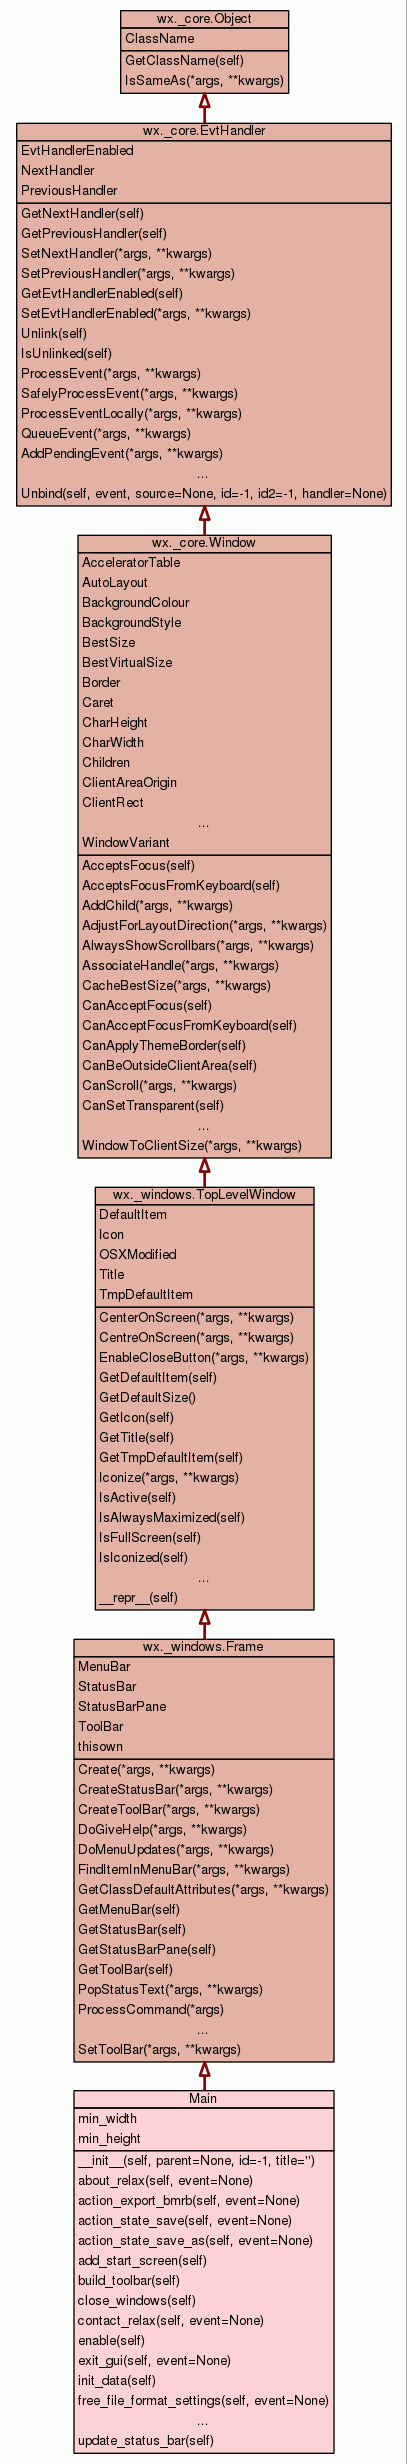 wx._core.Object
ClassName
GetClassName(self)
IsSameAs(*args, **kwargs)
wx._core.EvtHandler
EvtHandlerEnabled
NextHandler
PreviousHandler
GetNextHandler(self)
GetPreviousHandler(self)
SetNextHandler(*args, **kwargs)
SetPreviousHandler(*args, **kwargs)
GetEvtHandlerEnabled(self)
SetEvtHandlerEnabled(*args, **kwargs)
Unlink(self)
IsUnlinked(self)
ProcessEvent(*args, **kwargs)
SafelyProcessEvent(*args, **kwargs)
ProcessEventLocally(*args, **kwargs)
QueueEvent(*args, **kwargs)
AddPendingEvent(*args, **kwargs)
...
Unbind(self, event, source=None, id=-1, id2=-1, handler=None)
wx._core.Window
AcceleratorTable
AutoLayout
BackgroundColour
BackgroundStyle
BestSize
BestVirtualSize
Border
Caret
CharHeight
CharWidth
Children
ClientAreaOrigin
ClientRect
...
WindowVariant
AcceptsFocus(self)
AcceptsFocusFromKeyboard(self)
AddChild(*args, **kwargs)
AdjustForLayoutDirection(*args, **kwargs)
AlwaysShowScrollbars(*args, **kwargs)
AssociateHandle(*args, **kwargs)
CacheBestSize(*args, **kwargs)
CanAcceptFocus(self)
CanAcceptFocusFromKeyboard(self)
CanApplyThemeBorder(self)
CanBeOutsideClientArea(self)
CanScroll(*args, **kwargs)
CanSetTransparent(self)
...
WindowToClientSize(*args, **kwargs)
wx._windows.TopLevelWindow
DefaultItem
Icon
OSXModified
Title
TmpDefaultItem
CenterOnScreen(*args, **kwargs)
CentreOnScreen(*args, **kwargs)
EnableCloseButton(*args, **kwargs)
GetDefaultItem(self)
GetDefaultSize()
GetIcon(self)
GetTitle(self)
GetTmpDefaultItem(self)
Iconize(*args, **kwargs)
IsActive(self)
IsAlwaysMaximized(self)
IsFullScreen(self)
IsIconized(self)
...
__repr__(self)
wx._windows.Frame
MenuBar
StatusBar
StatusBarPane
ToolBar
thisown
Create(*args, **kwargs)
CreateStatusBar(*args, **kwargs)
CreateToolBar(*args, **kwargs)
DoGiveHelp(*args, **kwargs)
DoMenuUpdates(*args, **kwargs)
FindItemInMenuBar(*args, **kwargs)
GetClassDefaultAttributes(*args, **kwargs)
GetMenuBar(self)
GetStatusBar(self)
GetStatusBarPane(self)
GetToolBar(self)
PopStatusText(*args, **kwargs)
ProcessCommand(*args)
...
SetToolBar(*args, **kwargs)
Main
min_width
min_height
__init__(self, parent=None, id=-1, title='')
about_relax(self, event=None)
action_export_bmrb(self, event=None)
action_state_save(self, event=None)
action_state_save_as(self, event=None)
add_start_screen(self)
build_toolbar(self)
close_windows(self)
contact_relax(self, event=None)
enable(self)
exit_gui(self, event=None)
init_data(self)
free_file_format_settings(self, event=None)
...
update_status_bar(self)